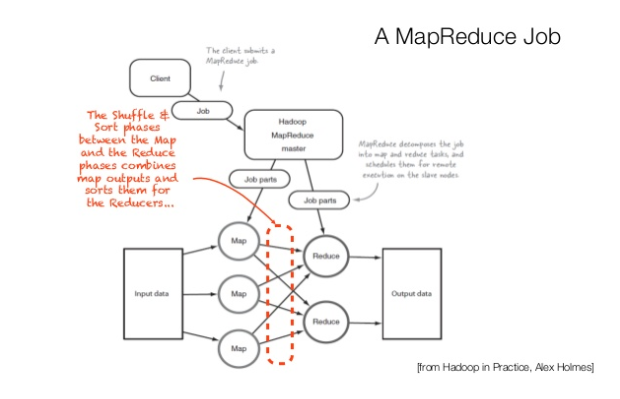 A MapReduce Job
The client submits a
MapReduce job
Client
Job
The Shuffle &
Sort phases
between the Map
and the Reduce
phases combines
map outputs and
sorts them for
the Reducers...
Hadoop
MapReduce
master
MapReduce decomposes the job
into map and reduce tasks, and
schedules them for remote
execution on the slave nodes.
Job parts
Job parts
Map
Reduce
Input data
Map
Output data
Reduce
Map
[from Hadoop in Practice, Alex Holmes]